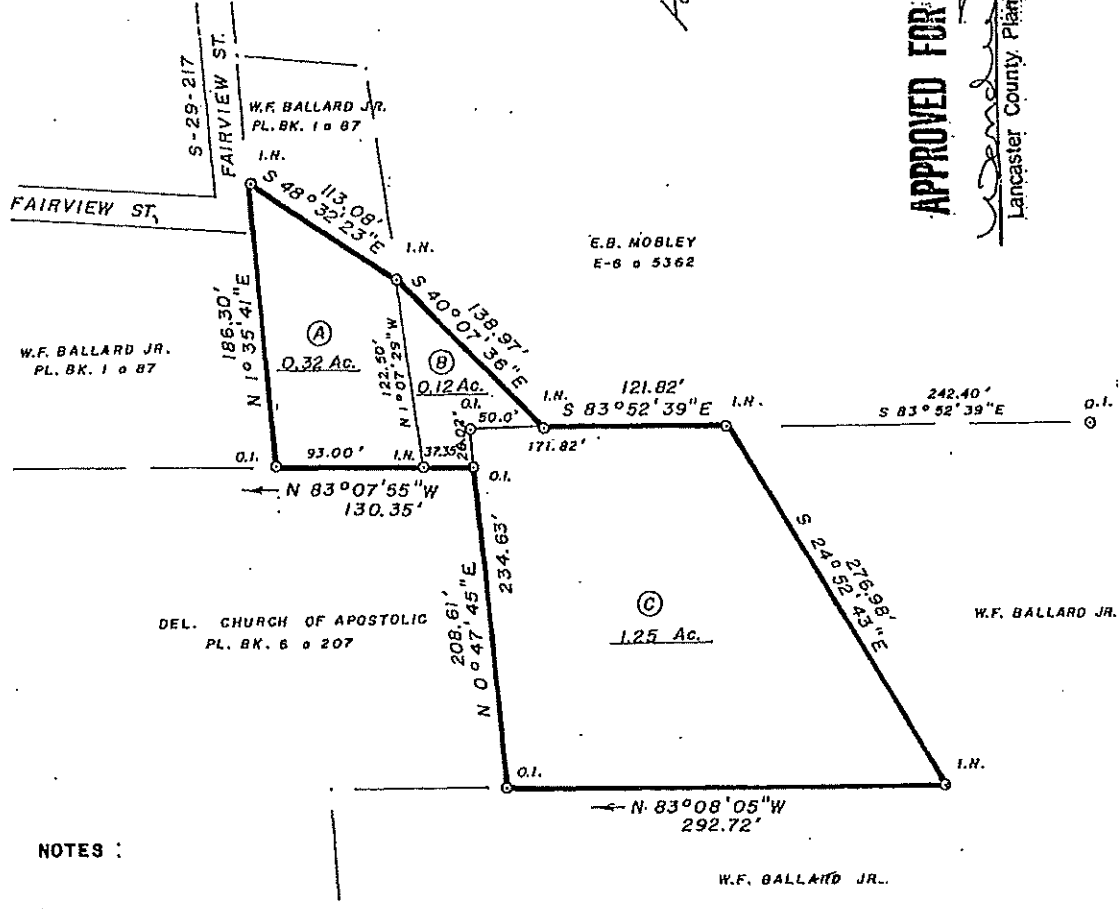 S-29-217
FAIRVIEW ST.
W.F. BALLARD JR.
PL. BK. 1 @ 87
APPROVED FOR
Lancaster County Plan
I.N.
FAIRVIEW ST.
113.08'
S 48°32'23"E
I.N.
E.B. MOBLEY
E-6 @ 5362
186.30'
N 1°35'41"E
W.F. BALLARD JR.
PL. BK. 1 @ 87
A
0.32 Ac.
122.50'
N 1°07'29"W
138.97'
S 40°07'36"E
B
0.12 Ac.
O.I.
50.0'
26.02'
I.N.
121.82'
S 83°52'39"E
I.N.
171.82'
242.40'
S 83°52'39"E
O.I.
O.I.
93.00'
I.N.
37.35'
O.I.
N 83°07'55"W
130.35'
234.63'
208.61'
N 0°47'45"E
DEL. CHURCH OF APOSTOLIC
PL. BK. 6 @ 207
C
1.25 Ac.
276.98'
S 24°52'43"E
W.F. BALLARD JR.
O.I.
I.N.
N 83°08'05"W
292.72'
NOTES :
W.F. BALLARD JR.